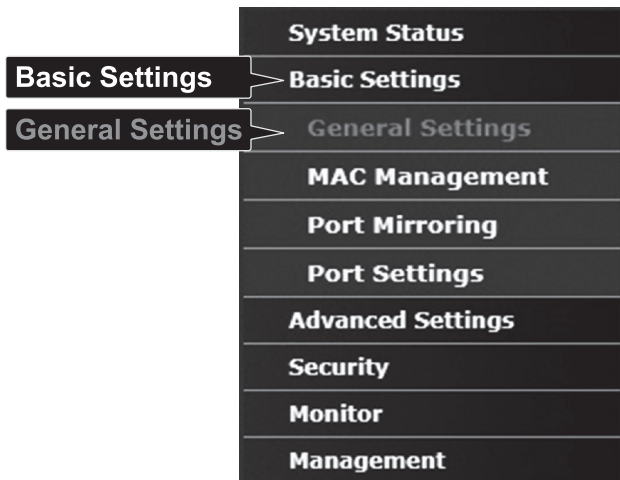 System Status
Basic Settings
Basic Settings
General Settings
General Settings
MAC Management
Port Mirroring
Port Settings
Advanced Settings
Security
Monitor
Management